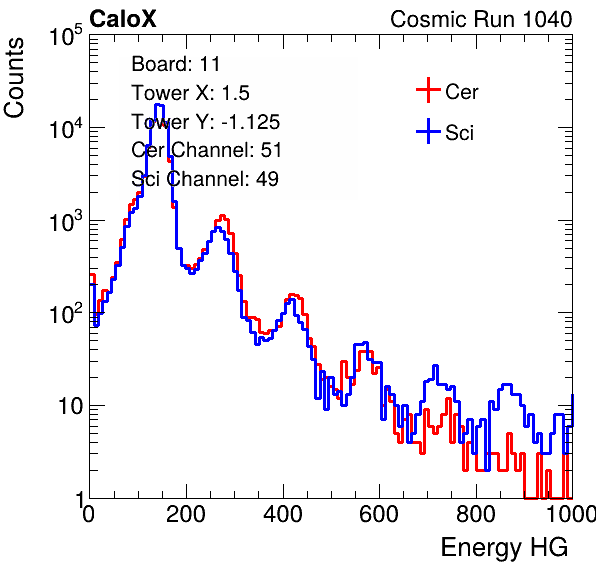 CaloX Cosmic Run 1040
Counts
Board: 11
Tower X: 1.5
Tower Y: -1.125
Cer Channel: 51
Sci Channel: 49
Cer
Sci
10^5
10^4
10^3
10^2
10
1
0 200 400 600 800 1000
Energy HG